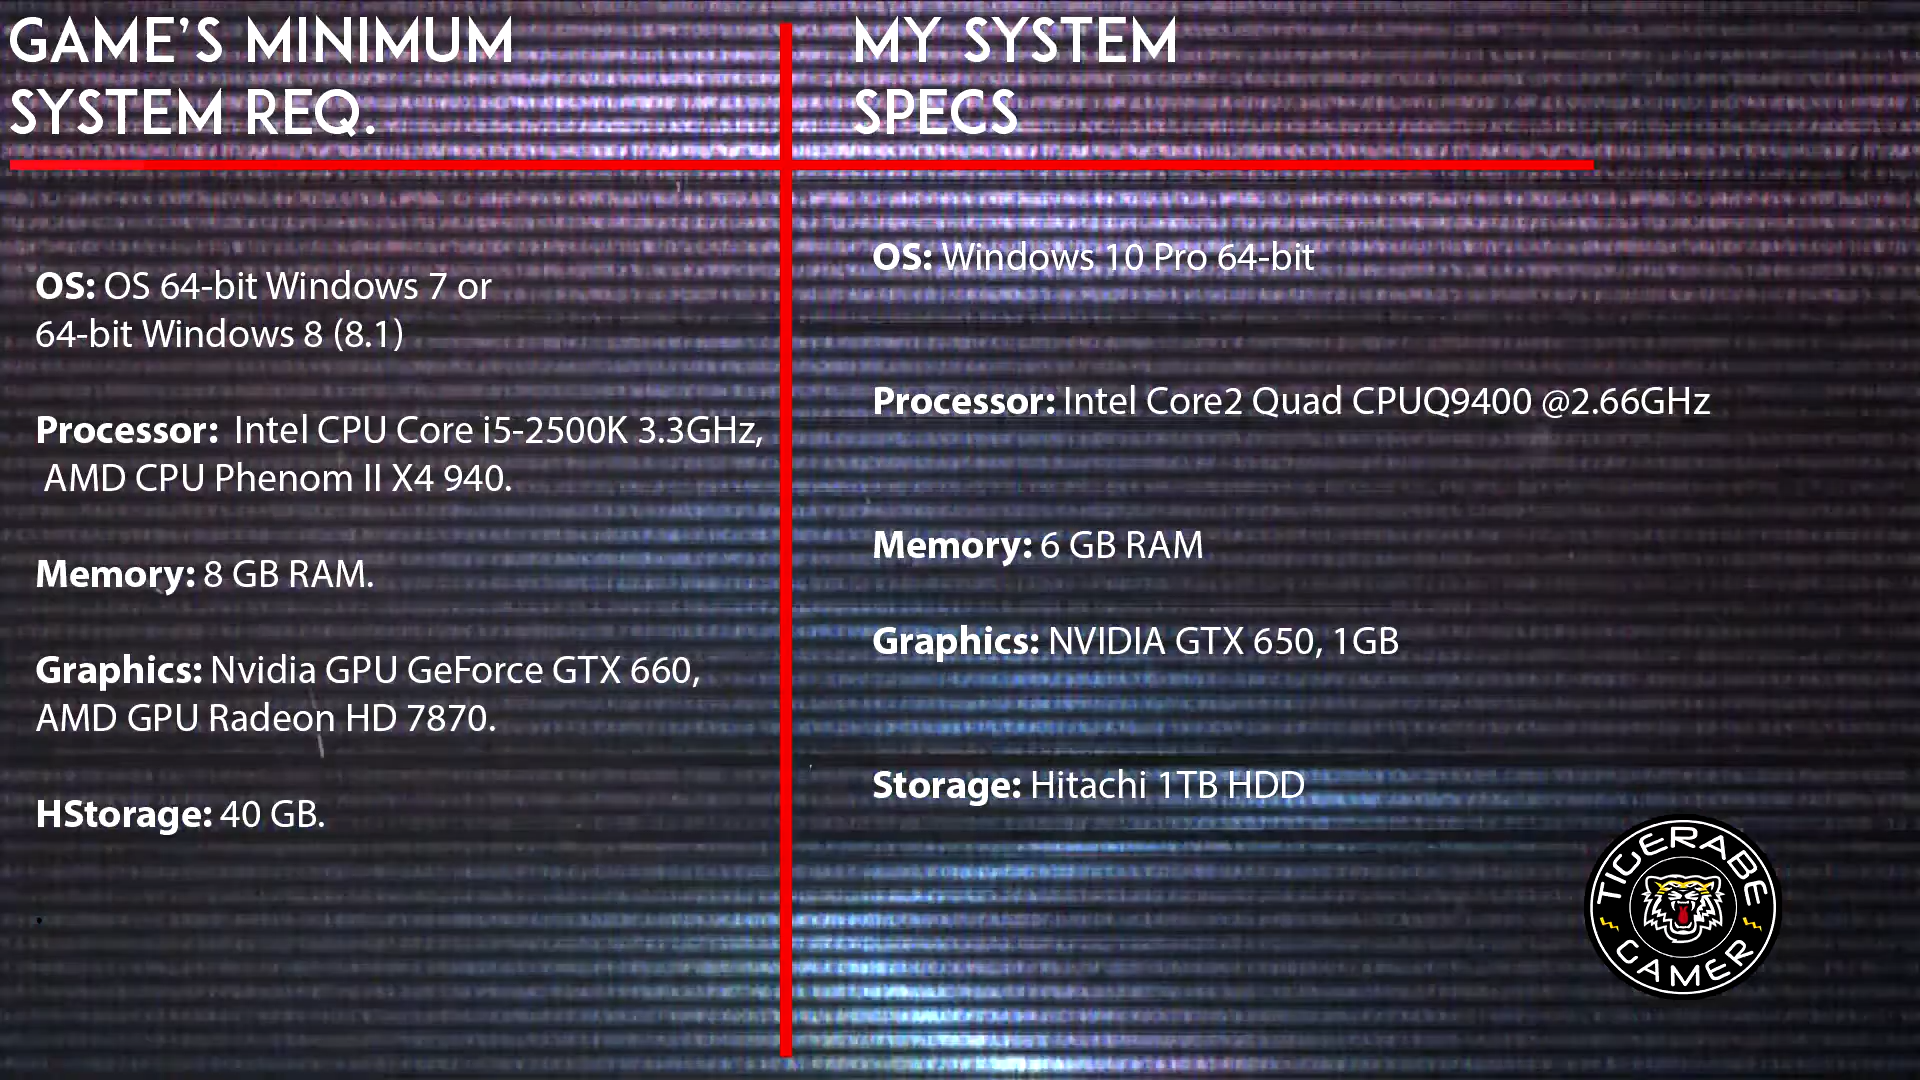 GAME'S MINIMUM
SYSTEM REQ.
OS: OS 64-bit Windows 7 or
64-bit Windows 8 (8.1)
Processor: Intel CPU Core i5-2500K 3.3GHz,
AMD CPU Phenom II X4 940.
Memory: 8 GB RAM.
Graphics: Nvidia GPU GeForce GTX 660,
AMD GPU Radeon HD 7870.
HStorage: 40 GB.
.
MY SYSTEM
SPECS
OS: Windows 10 Pro 64-bit
Processor: Intel Core2 Quad CPUQ9400 @2.66GHz
Memory: 6 GB RAM
Graphics: NVIDIA GTX 650, 1GB
Storage: Hitachi 1TB HDD
TIGERABE
GAMER